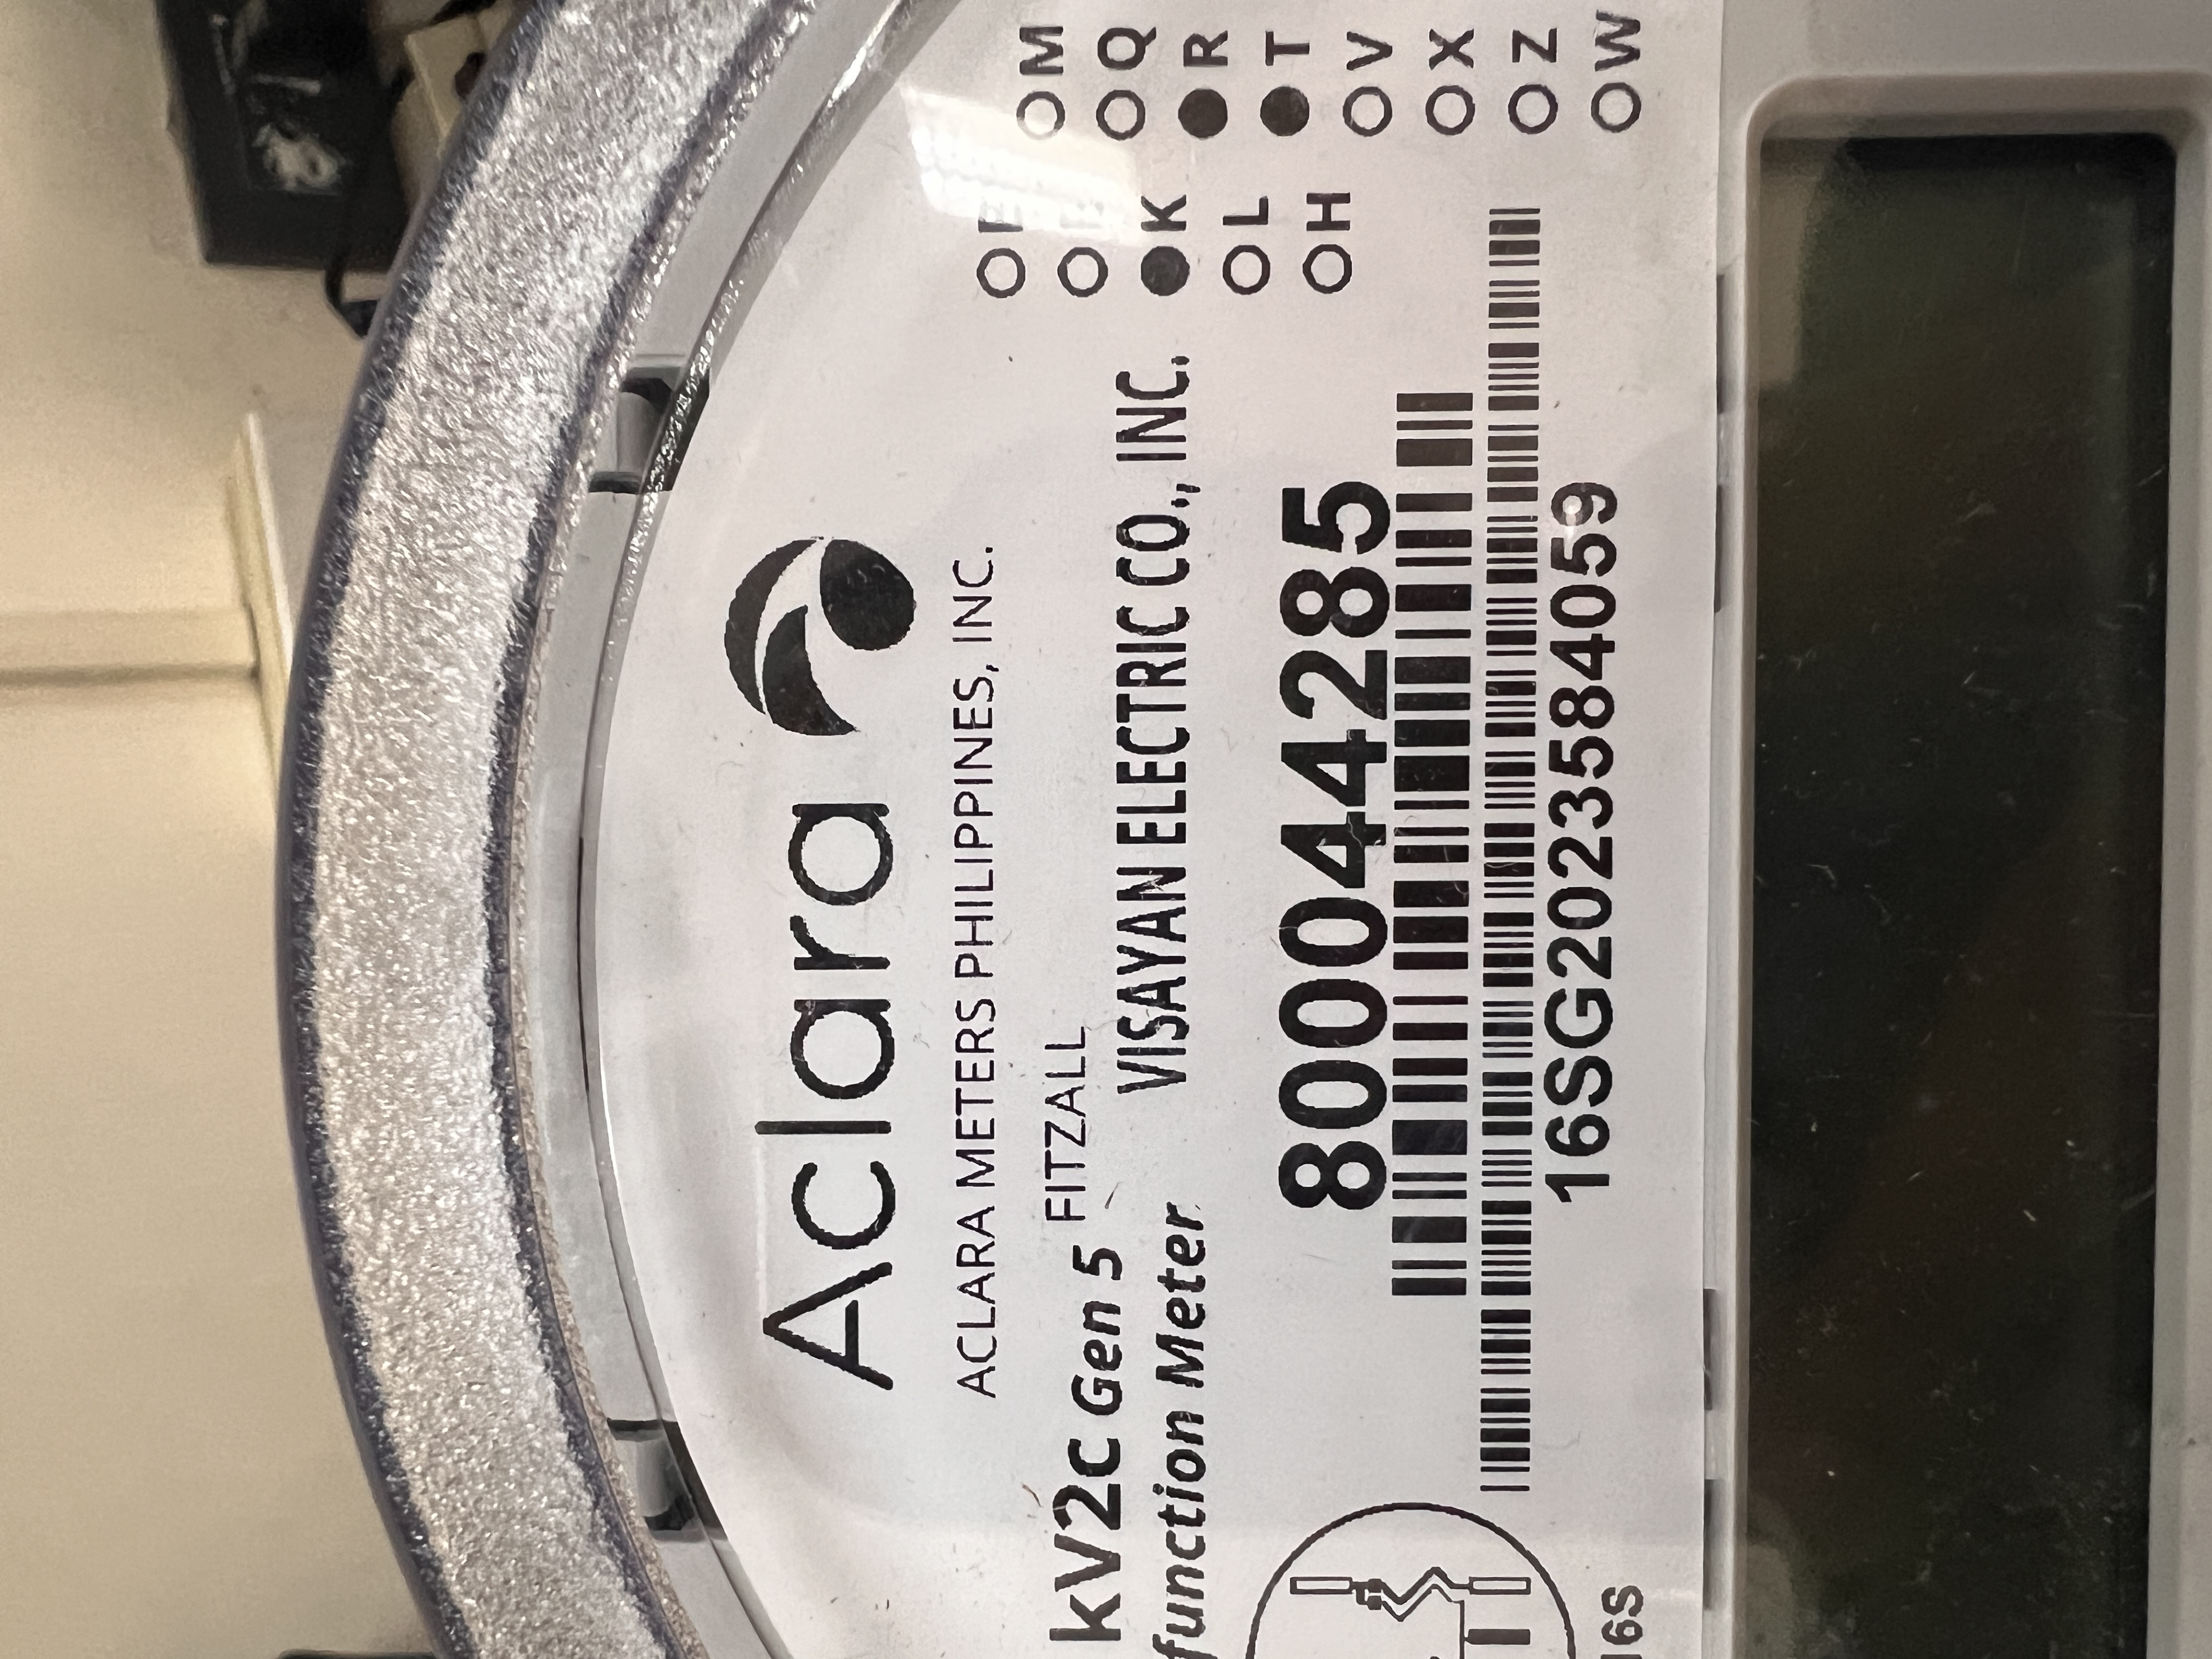 Aclara
ACLARA METERS PHILIPPINES, INC.
kV2c Gen 5 FITZALL
function Meter
VISAYAN ELECTRIC CO., INC.
800044285
16SG2023584059
16S
K
L
H
M
Q
R
T
V
X
Z
W